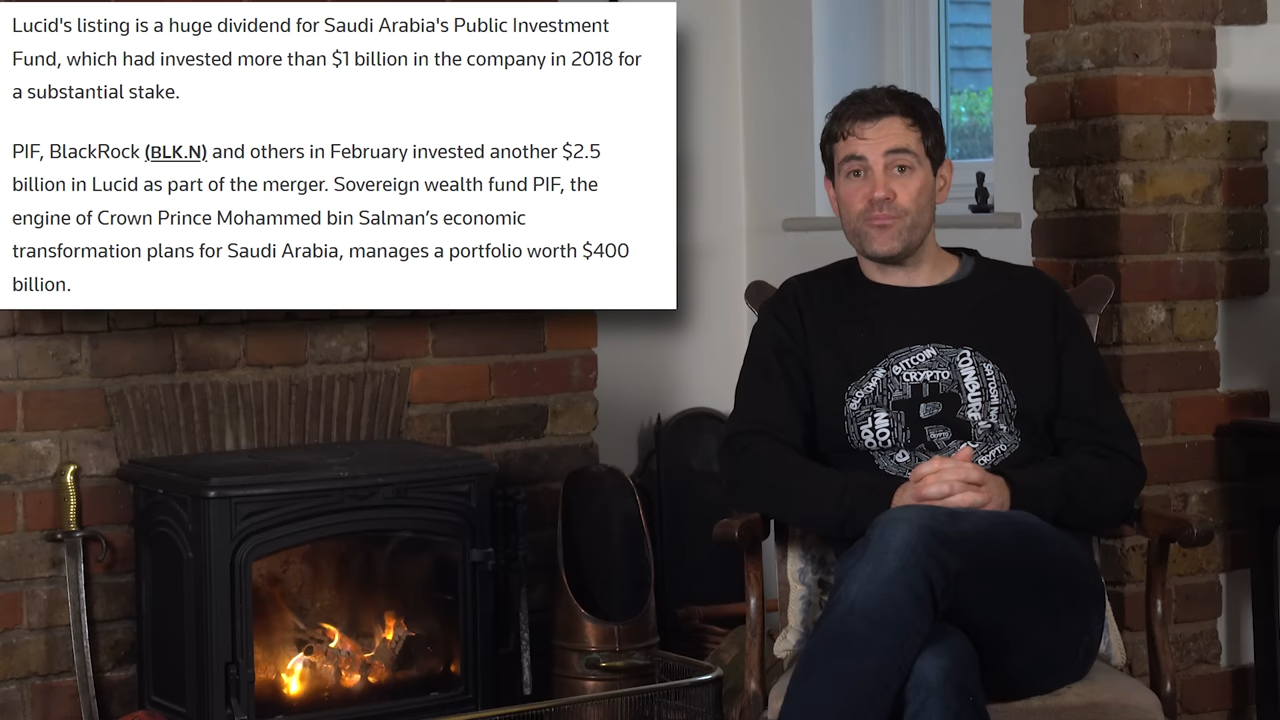 Lucid's listing is a huge dividend for Saudi Arabia's Public Investment
Fund, which had invested more than $1 billion in the company in 2018 for
a substantial stake.
PIF, BlackRock (BLK.N) and others in February invested another $2.5
billion in Lucid as part of the merger. Sovereign wealth fund PIF, the
engine of Crown Prince Mohammed bin Salman’s economic
transformation plans for Saudi Arabia, manages a portfolio worth $400
billion.
BITCOIN
CRYPTO
COIN
CRYPTO